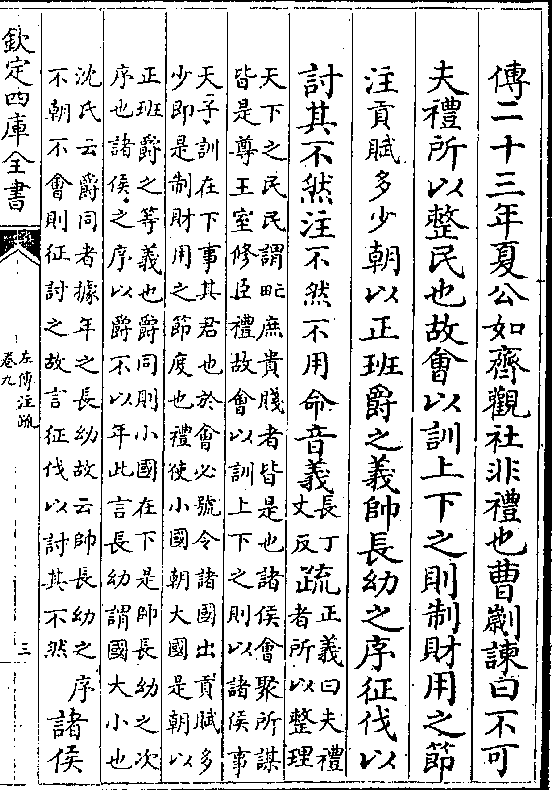 傳二十三年夏公如齊觀社非禮也曹劌諫曰不可
夫禮所以整民也故會以訓上下之則制財用之節
注貢賦多少朝以正班爵之義帥長幼之序征伐以
討其不然注不然不用命音義長丁
丈反
疏正義曰夫禮
者所以整理
天下之民民謂甿庶貴賤者皆是也諸侯會聚所謀
皆是尊王室修臣禮故會以訓上下之則以諸侯事
天子訓在下事其君也於會必號令諸國出貢賦多
少即是制財用之節度也禮使小國朝大國是朝以
正班爵之等義也爵同則小國在下是帥長幼之次
序也諸侯之序以爵不以年此言長幼謂國大小也
沈氏云爵同者據年之長幼故云帥長幼之序
不朝不會則征討之故言征伐以討其不然
諸侯
欽定四庫全書
左傳注疏
卷九
三